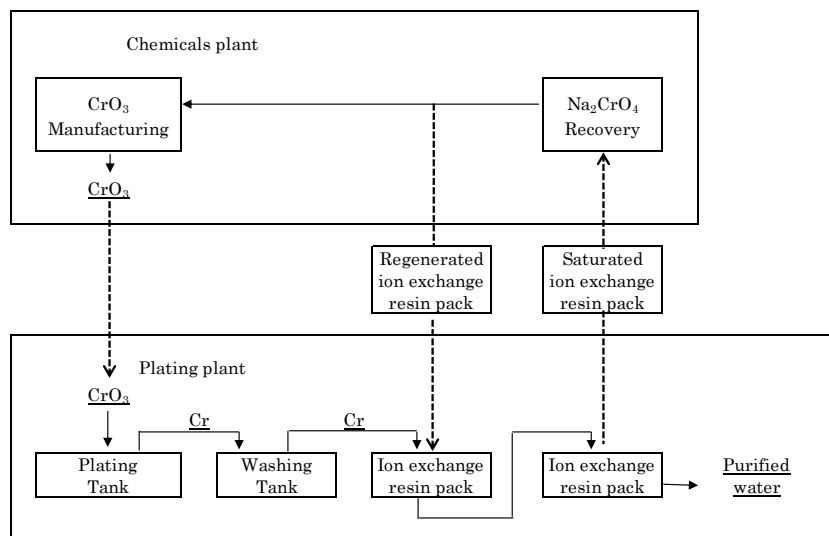 Chemicals plant
CrO₃
Manufacturing
Na₂CrO₄
Recovery
CrO₃
Regenerated
ion exchange
resin pack
Saturated
ion exchange
resin pack
Plating plant
CrO₃
Cr
Cr
Plating
Tank
Washing
Tank
Ion exchange
resin pack
Ion exchange
resin pack
Purified
water